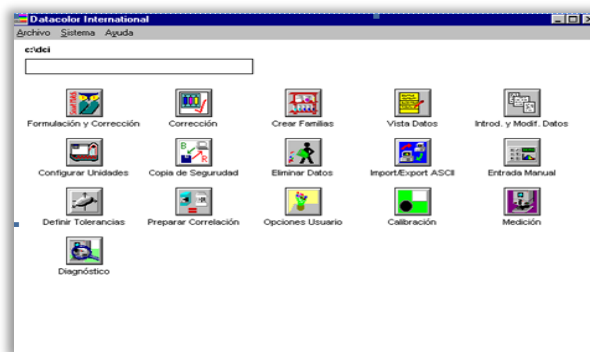 Datacolor International
Archivo Sistema Ayuda
c:\dci
Formulación y Corrección Corrección Crear Familias Vista Datos Introd. y Modif. Datos
Configurar Unidades Copia de Segurudad Eliminar Datos Import/Export ASCII Entrada Manual
Definir Tolerancias Preparar Correlación Opciones Usuario Calibración Medición
Diagnóstico